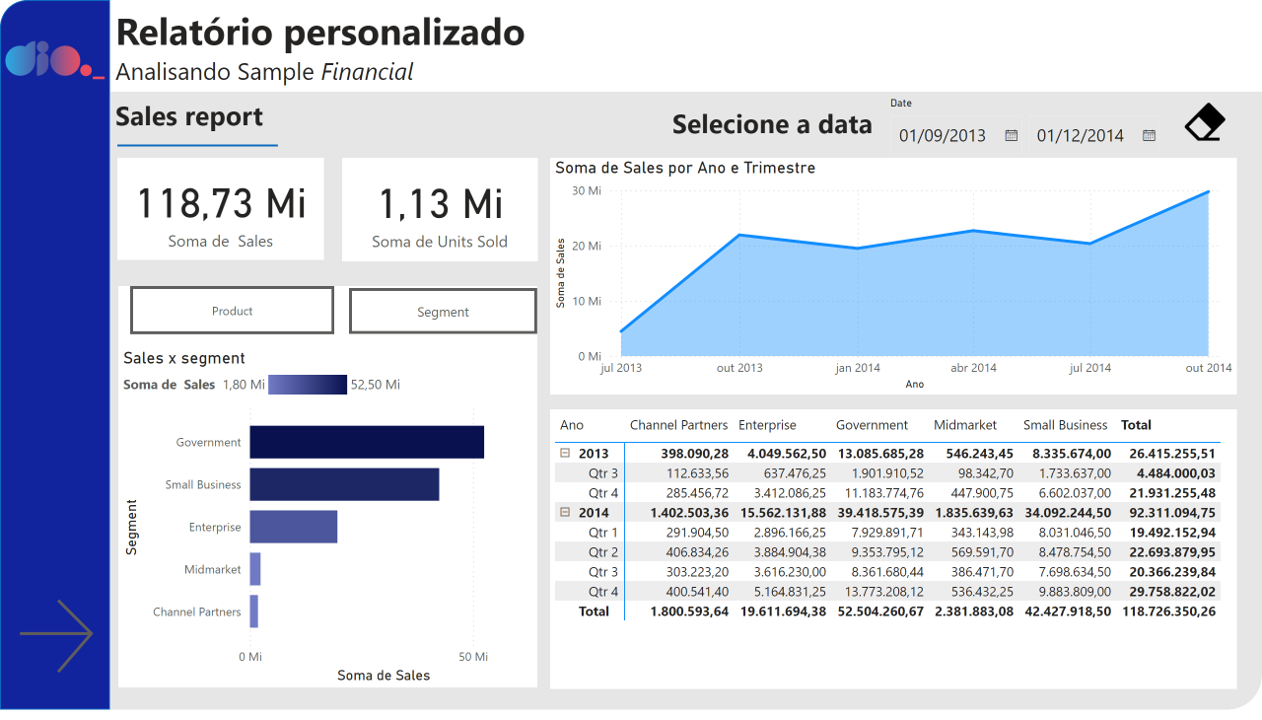 dio._
Relatório personalizado
Analisando Sample Financial
Sales report
Selecione a data
Date
01/09/2013
01/12/2014
118,73 Mi
Soma de Sales
1,13 Mi
Soma de Units Sold
Product
Segment
Sales x segment
Soma de Sales 1,80 Mi 52,50 Mi
Segment
Government
Small Business
Enterprise
Midmarket
Channel Partners
0 Mi 50 Mi
Soma de Sales
Soma de Sales por Ano e Trimestre
Soma de Sales
30 Mi
20 Mi
10 Mi
0 Mi
jul 2013 out 2013 jan 2014 abr 2014 jul 2014 out 2014
Ano
Ano Channel Partners Enterprise Government Midmarket Small Business Total
2013 398.090,28 4.049.562,50 13.085.685,28 546.243,45 8.335.674,00 26.415.255,51
Qtr 3 112.633,56 637.476,25 1.901.910,52 98.342,70 1.733.637,00 4.484.000,03
Qtr 4 285.456,72 3.412.086,25 11.183.774,76 447.900,75 6.602.037,00 21.931.255,48
2014 1.402.503,36 15.562.131,88 39.418.575,39 1.835.639,63 34.092.244,50 92.311.094,75
Qtr 1 291.904,50 2.896.166,25 7.929.891,71 343.143,98 8.031.046,50 19.492.152,94
Qtr 2 406.834,26 3.884.904,38 9.353.795,12 569.591,70 8.478.754,50 22.693.879,95
Qtr 3 303.223,20 3.616.230,00 8.361.680,44 386.471,70 7.698.634,50 20.366.239,84
Qtr 4 400.541,40 5.164.831,25 13.773.208,12 536.432,25 9.883.809,00 29.758.822,02
Total 1.800.593,64 19.611.694,38 52.504.260,67 2.381.883,08 42.427.918,50 118.726.350,26